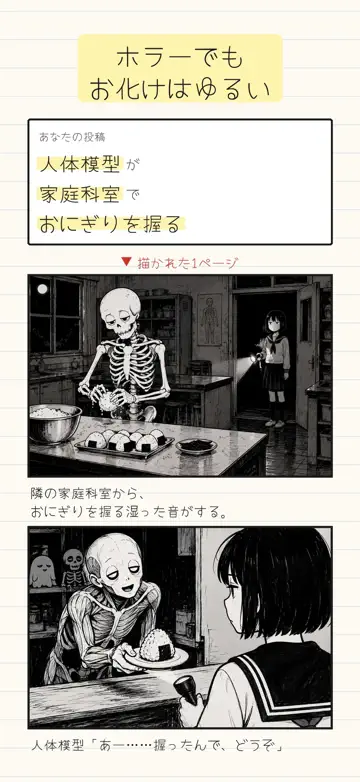 ホラーでも
お化けはゆるい
あなたの投稿
人体模型が
家庭科室で
おにぎりを握る
▼ 描かれた1ページ
隣の家庭科室から、
おにぎりを握る湿った音がする。
人体模型「あー……握ったんで、どうぞ」